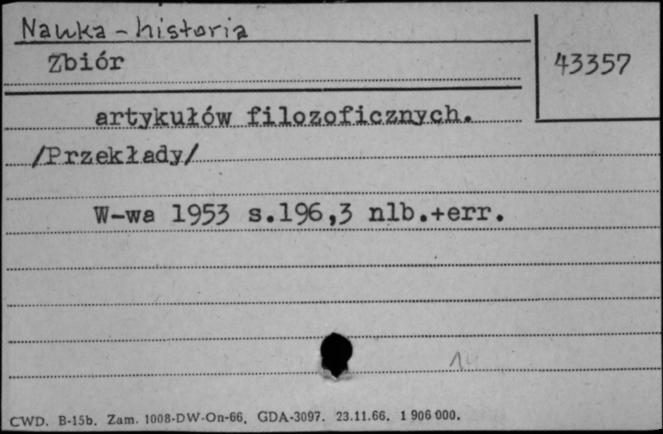 Nauka - historia
Zbiór
43357
artykułów filozoficznych.
/Przekłady/
W-wa 1953 s.196,3 nlb.+err.
CWD. B-15b. Zam. 1008-DW-On-66. GDA-3097. 23.11.66. 1 906 000.